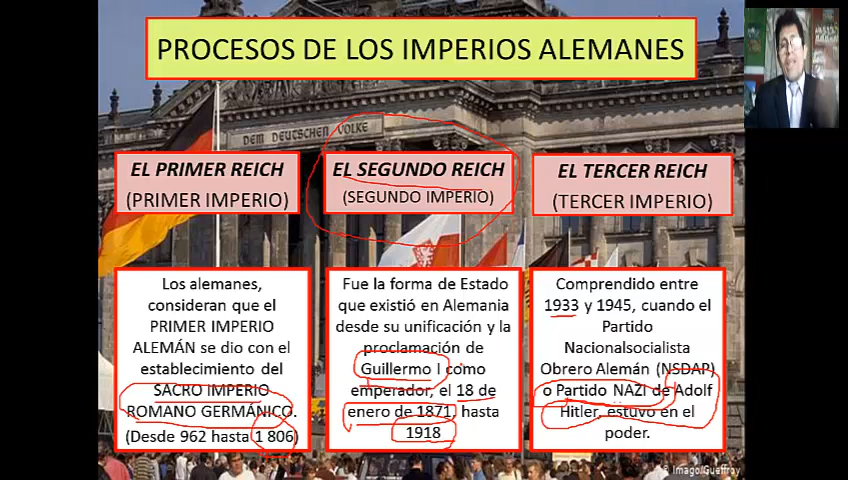 PROCESOS DE LOS IMPERIOS ALEMANES
DEM DEUTSCHEN VOLKE
EL PRIMER REICH
(PRIMER IMPERIO)
EL SEGUNDO REICH
(SEGUNDO IMPERIO)
EL TERCER REICH
(TERCER IMPERIO)
Los alemanes,
consideran que el
PRIMER IMPERIO
ALEMÁN se dio con el
establecimiento del
SACRO IMPERIO
ROMANO GERMÁNICO.
(Desde 962 hasta 1 806)
Fue la forma de Estado
que existió en Alemania
desde su unificación y la
proclamación de
Guillermo I como
emperador, el 18 de
enero de 1871, hasta
1918
Comprendido entre
1933 y 1945, cuando el
Partido
Nacionalsocialista
Obrero Alemán (NSDAP)
o Partido NAZI de Adolf
Hitler, estuvo en el
poder.
© Imago/Gueffroy